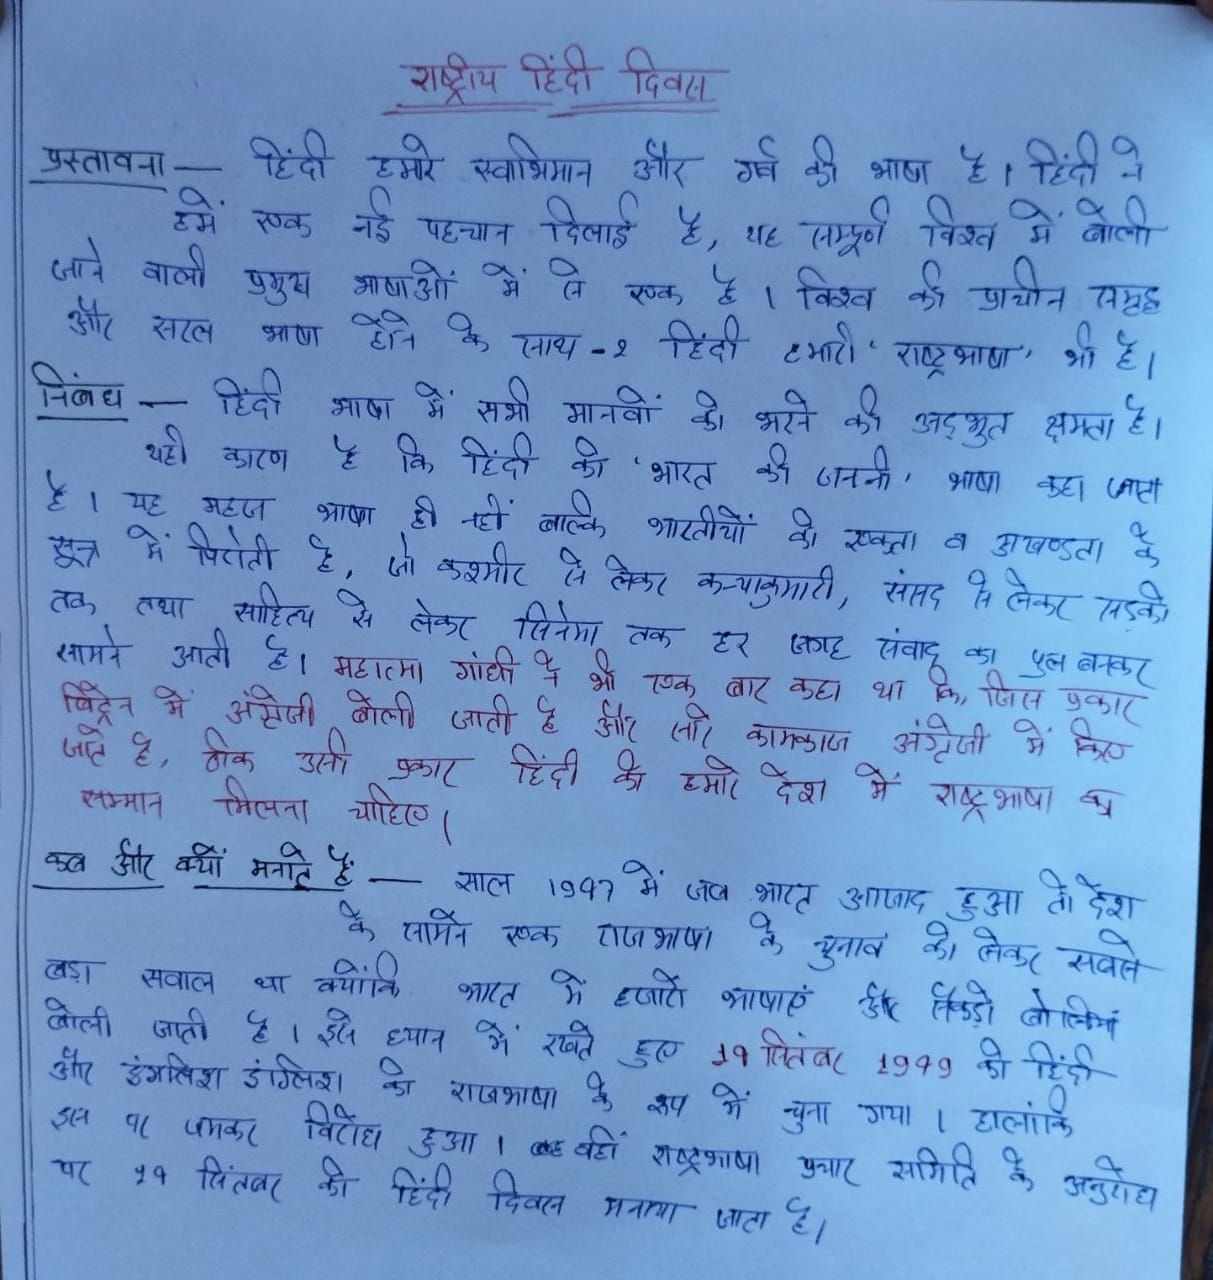 राष्ट्रीय हिंदी दिवस
प्रस्तावना — हिंदी हमारे स्वाभिमान और गर्व की भाषा है। हिंदी ने
हमें एक नई पहचान दिलाई है, यह सम्पूर्ण विश्व में बोली
जाने वाली प्रमुख भाषाओं में से एक है। विश्व की प्राचीन समृद्ध
और सरल भाषा होने के साथ-२ हिंदी हमारी 'राष्ट्रभाषा' भी है।
निबंध — हिंदी भाषा में सभी मानवों को भरने की अद्भुत क्षमता है।
यही कारण है कि हिंदी को 'भारत की जननी' भाषा कहा जाता
है। यह महज भाषा ही नहीं बल्कि भारतीयों को एकता व अखण्डता के
सूत्र में पिरोती है, जो कश्मीर से लेकर कन्याकुमारी, संसद से लेकर सड़को
तक तथा साहित्य से लेकर सिनेमा तक हर जगह संवाद का पुल बनकर
सामने आती है। महात्मा गांधी ने भी एक बार कहा था कि, जिस प्रकार
ब्रिट्रेन में अंग्रेजी बोली जाती है और सारे कामकाज अंग्रेजी में किए
जाते है, ठीक उसी प्रकार हिंदी को हमारे देश में राष्ट्रभाषा का
सम्मान मिलना चाहिए।
कब और क्यों मनाते हैं — साल 1947 में जब भारत आजाद हुआ तो देश
के सामने एक राजभाषा के चुनाव को लेकर सबसे
बड़ा सवाल था क्योंकि भारत में हजारो भाषाएं और सैकड़ो बोलियां
बोली जाती है। इसे ध्यान में रखते हुए 14 सितंबर 1949 को हिंदी
और इंगलिश इंग्लिश को राजभाषा के रूप में चुना गया। हालांकि
इस पर जमकर विरोध हुआ। वहीं राष्ट्रभाषा प्रचार समिति के अनुरोध
पर 14 सितंबर को हिंदी दिवस मनाया जाता है।